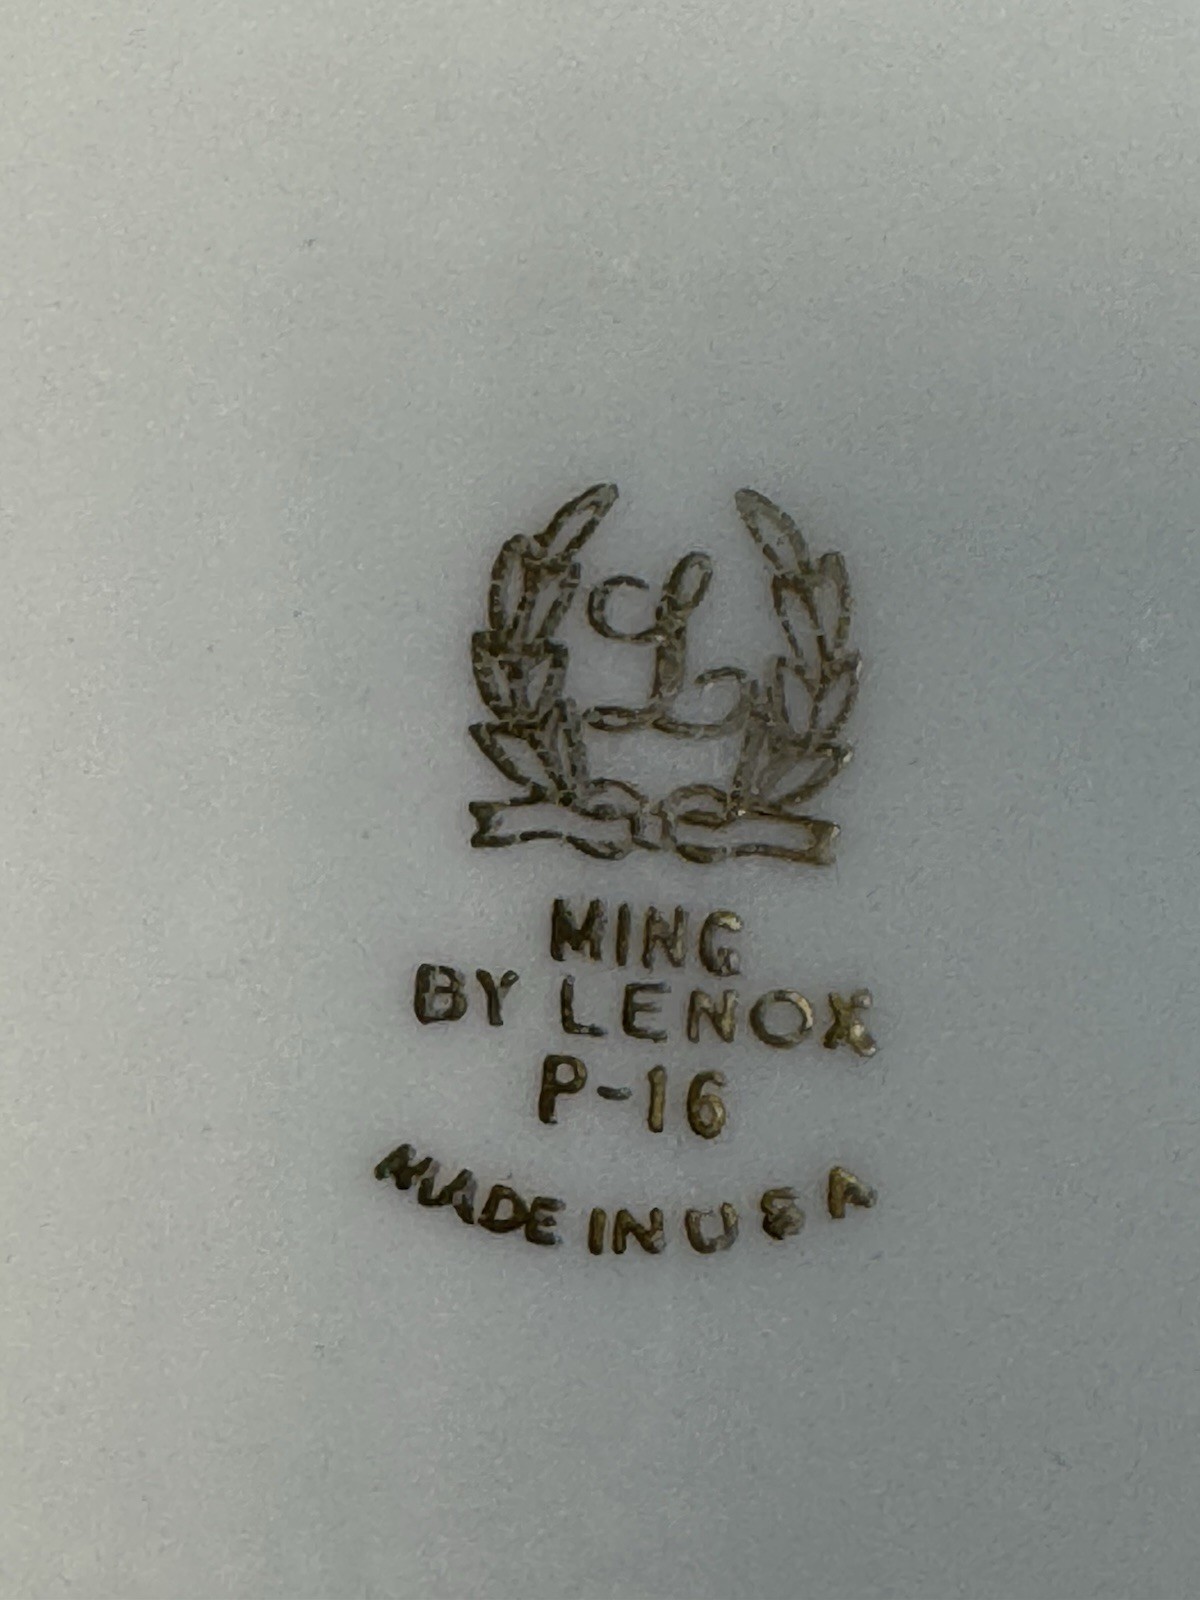 L
MING
BY LENOX
P-16
MADE IN USA